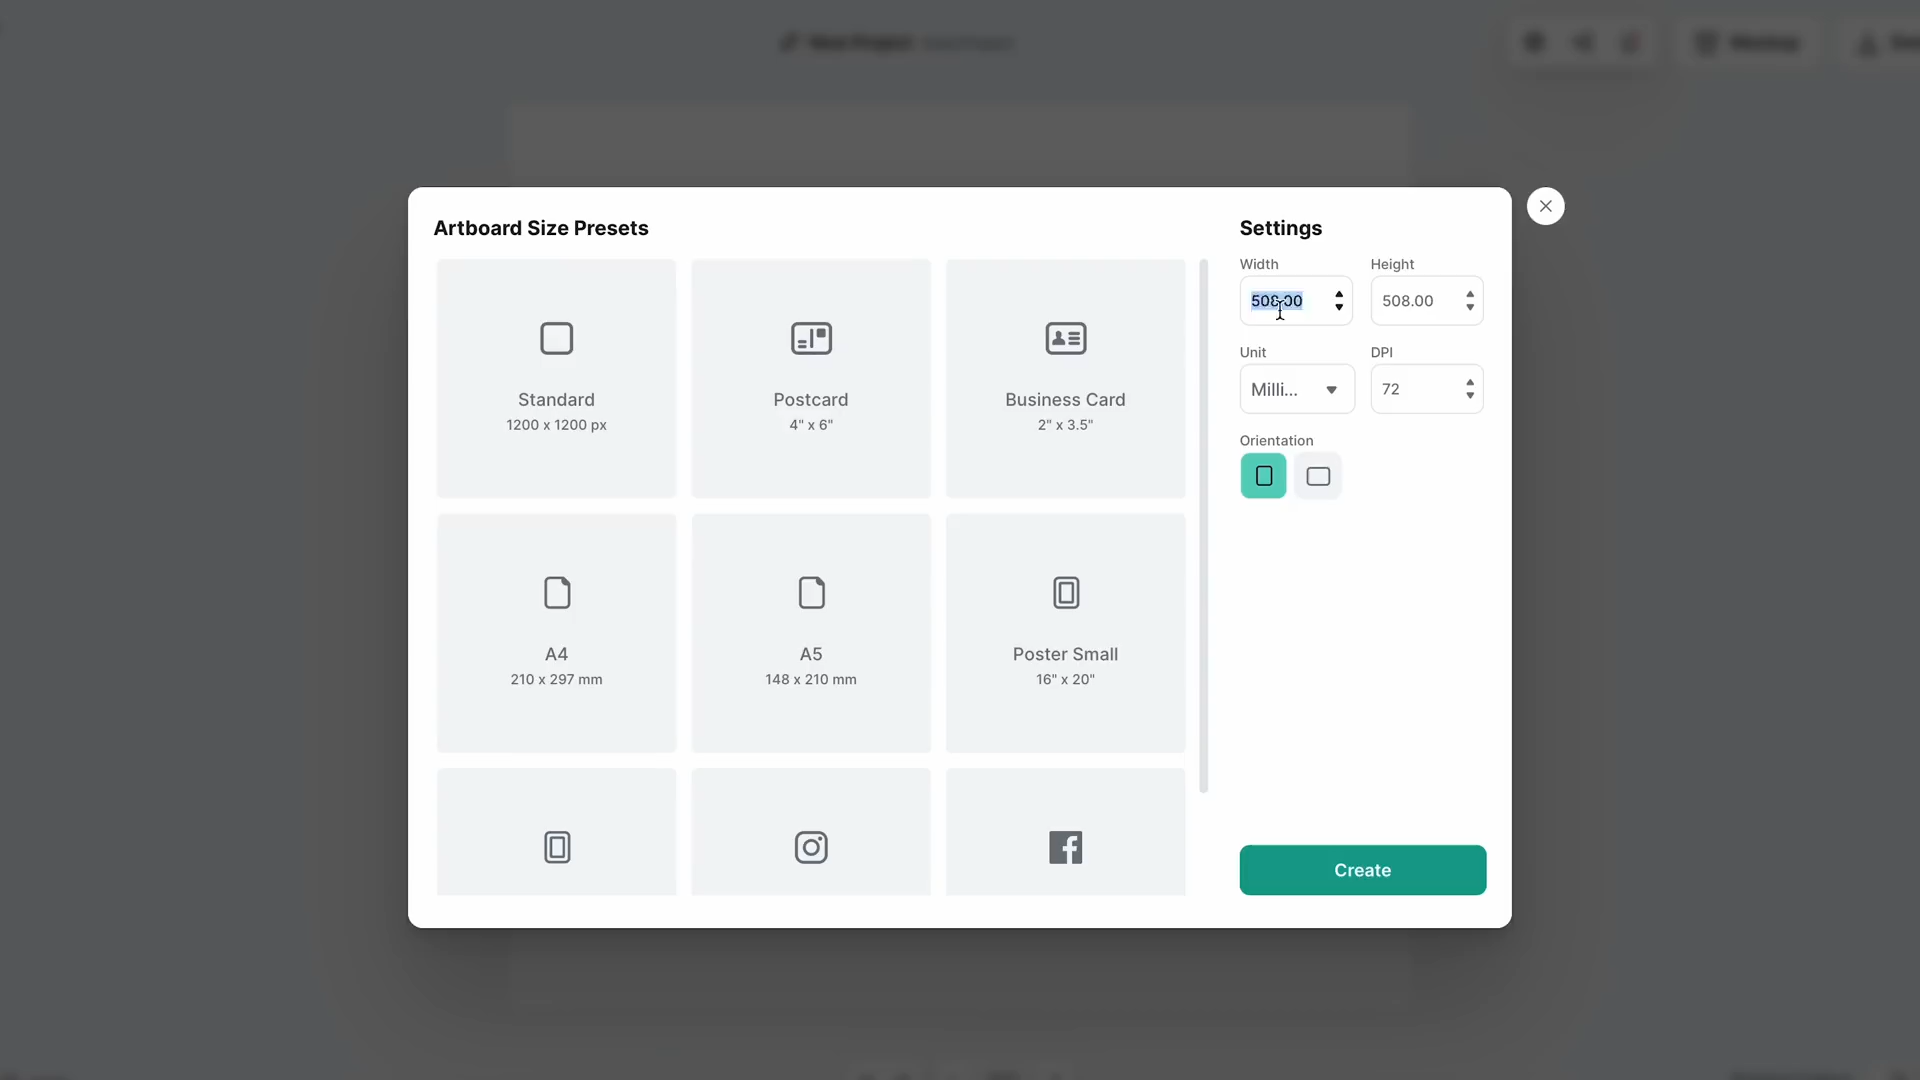 Artboard Size Presets
Standard
1200 x 1200 px
Postcard
4" x 6"
Business Card
2" x 3.5"
A4
210 x 297 mm
A5
148 x 210 mm
Poster Small
16" x 20"
Settings
Width
Height
508.00
508.00
Unit
DPI
Milli...
72
Orientation
Create